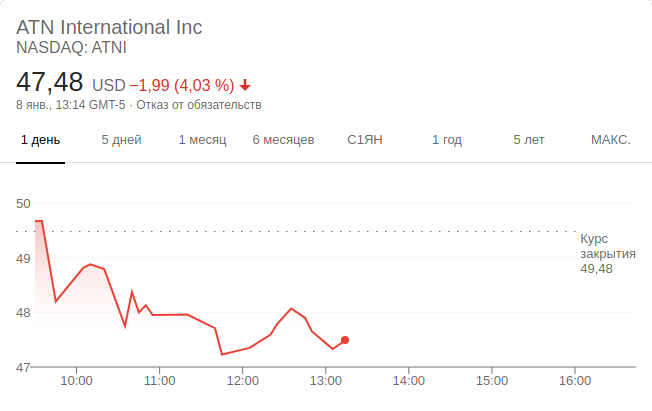 ATN International Inc
NASDAQ: ATNI
47,48 USD −1,99 (4,03 %)
8 янв., 13:14 GMT-5 · Отказ от обязательств
1 день 5 дней 1 месяц 6 месяцев С1ЯН 1 год 5 лет МАКС.
50
Курс
закрытия
49,48
49
48
47
10:00 11:00 12:00 13:00 14:00 15:00 16:00